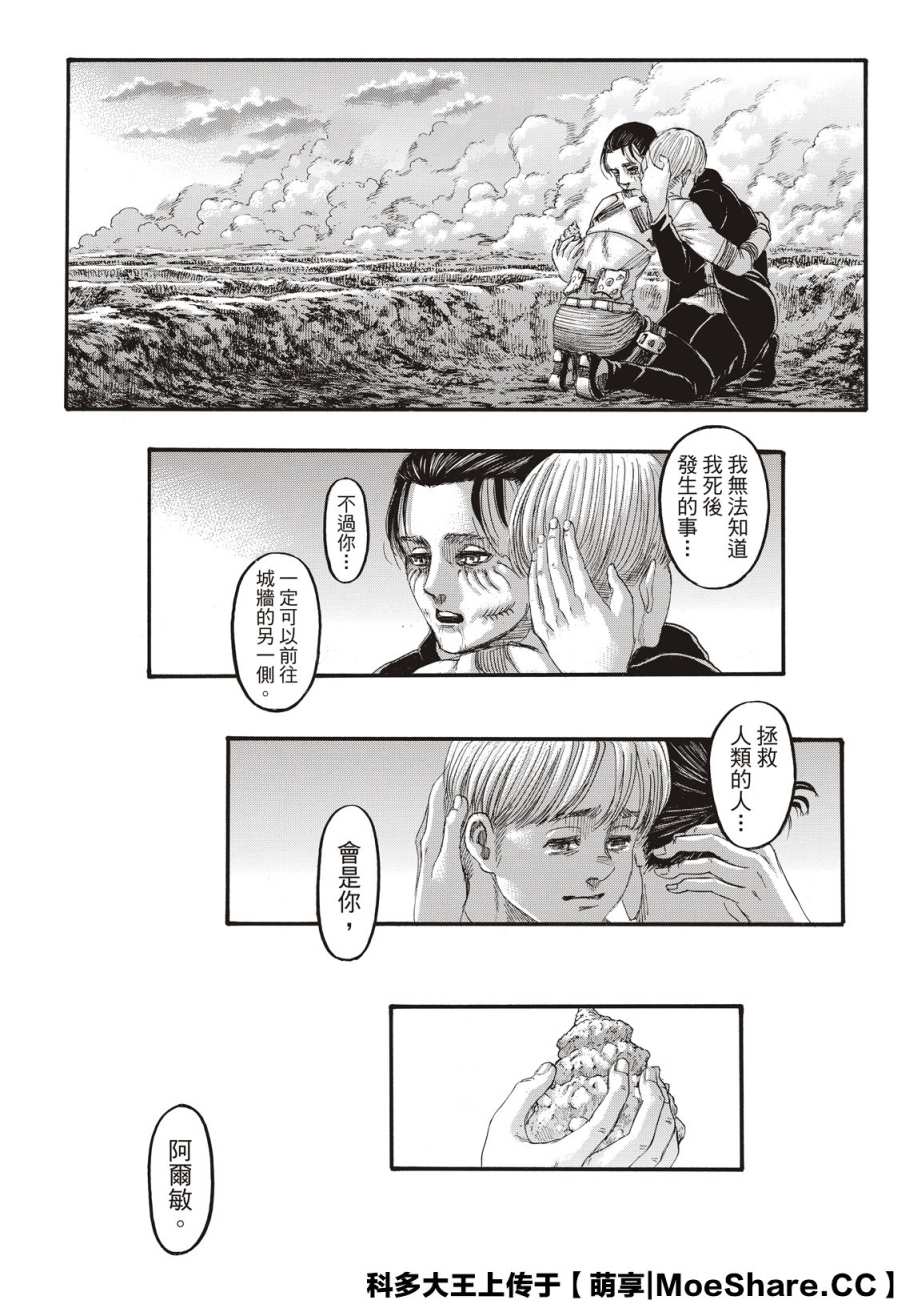 我無法知道
我死後
發生的事…
不過你…
一定可以前往
城牆的另一側。
拯救
人類的人…
會是你，
阿爾敏。
科多大王上传于【萌享|MoeShare.CC】